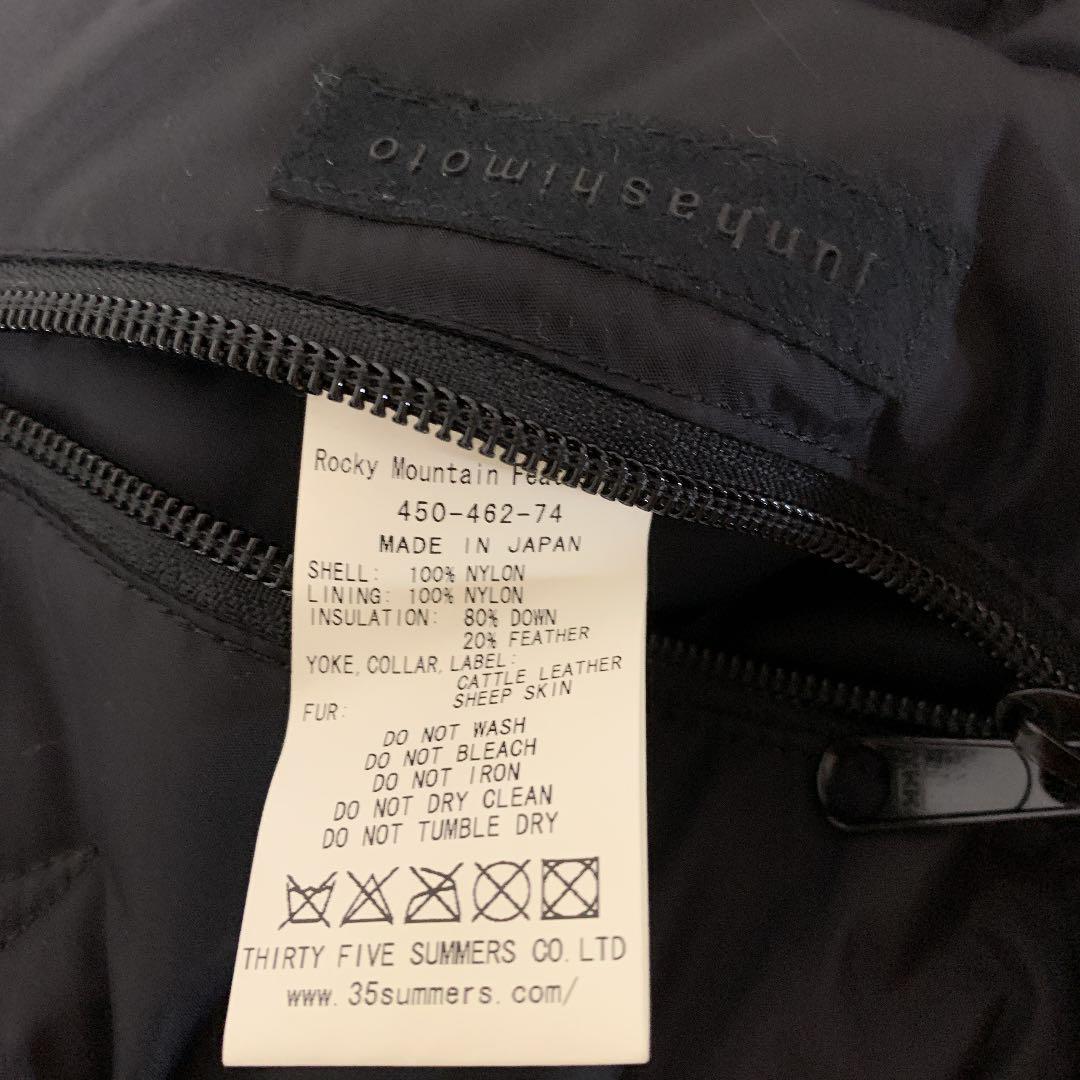 junhashimoto
Rocky Mountain
450-462-74
MADE IN JAPAN
SHELL: 100% NYLON
LINING: 100% NYLON
INSULATION: 80% DOWN
20% FEATHER
YOKE, COLLAR, LABEL:
CATTLE LEATHER
FUR: SHEEP SKIN
DO NOT WASH
DO NOT BLEACH
DO NOT IRON
DO NOT DRY CLEAN
DO NOT TUMBLE DRY
THIRTY FIVE SUMMERS CO. LTD
www.35summers.com/